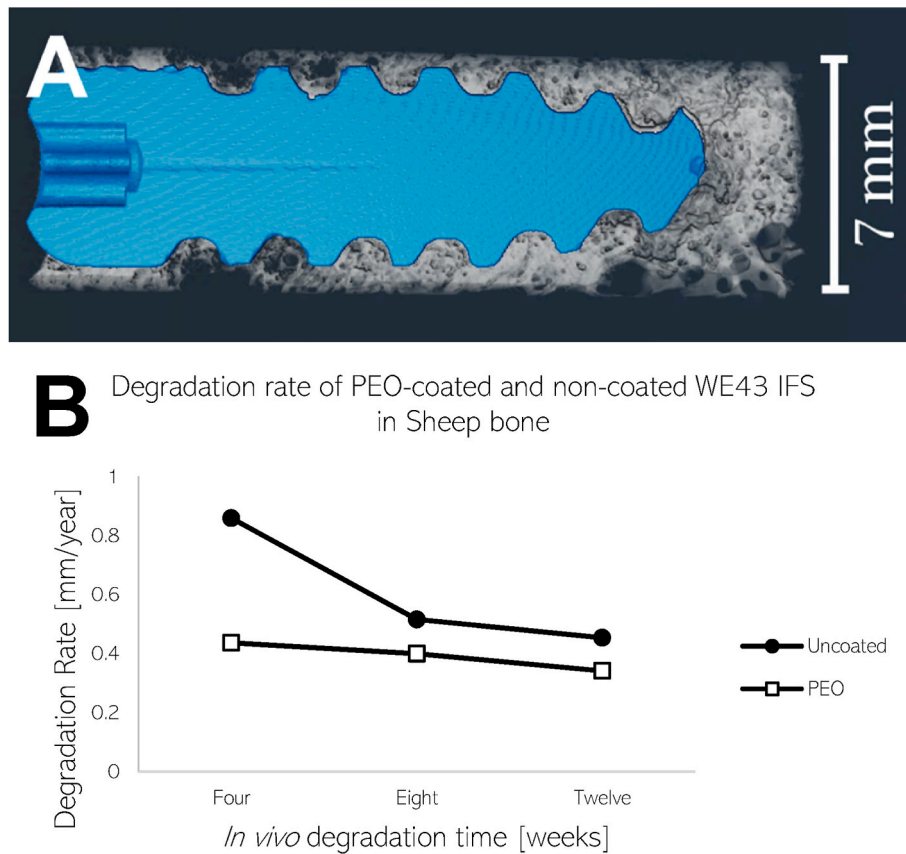 A
7 mm
B
Degradation rate of PEO-coated and non-coated WE43 IFS
in Sheep bone
Degradation Rate [mm/year]
1
0.8
0.6
0.4
0.2
0
Four
Eight
Twelve
In vivo degradation time [weeks]
Uncoated
PEO